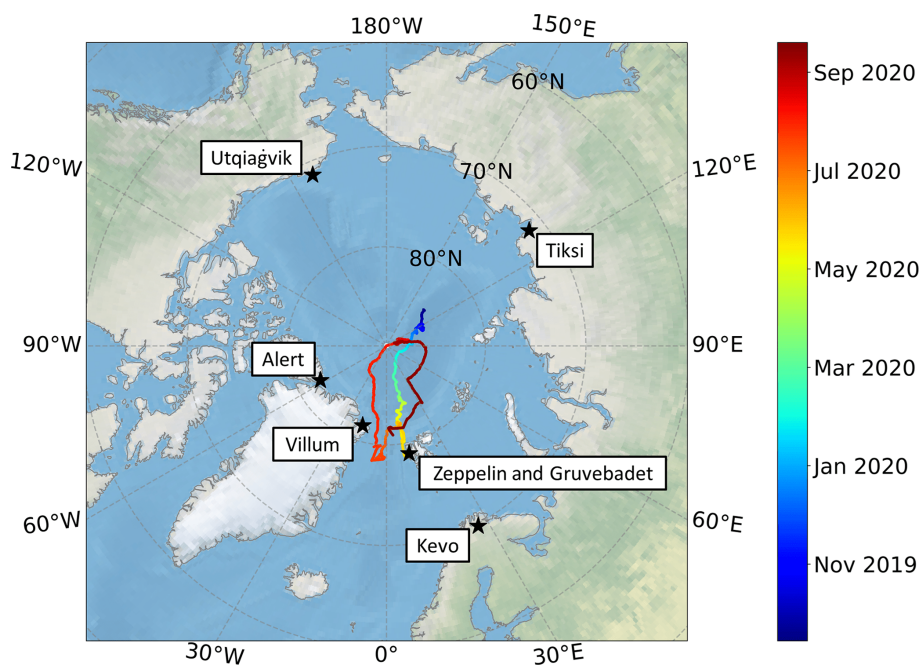 180°W
150°E
60°N
Sep 2020
Utqiaġvik
120°W
120°E
70°N
Jul 2020
Tiksi
80°N
May 2020
90°W
90°E
Alert
Mar 2020
Villum
Zeppelin and Gruvebadet
Jan 2020
60°W
60°E
Kevo
Nov 2019
30°W
0°
30°E